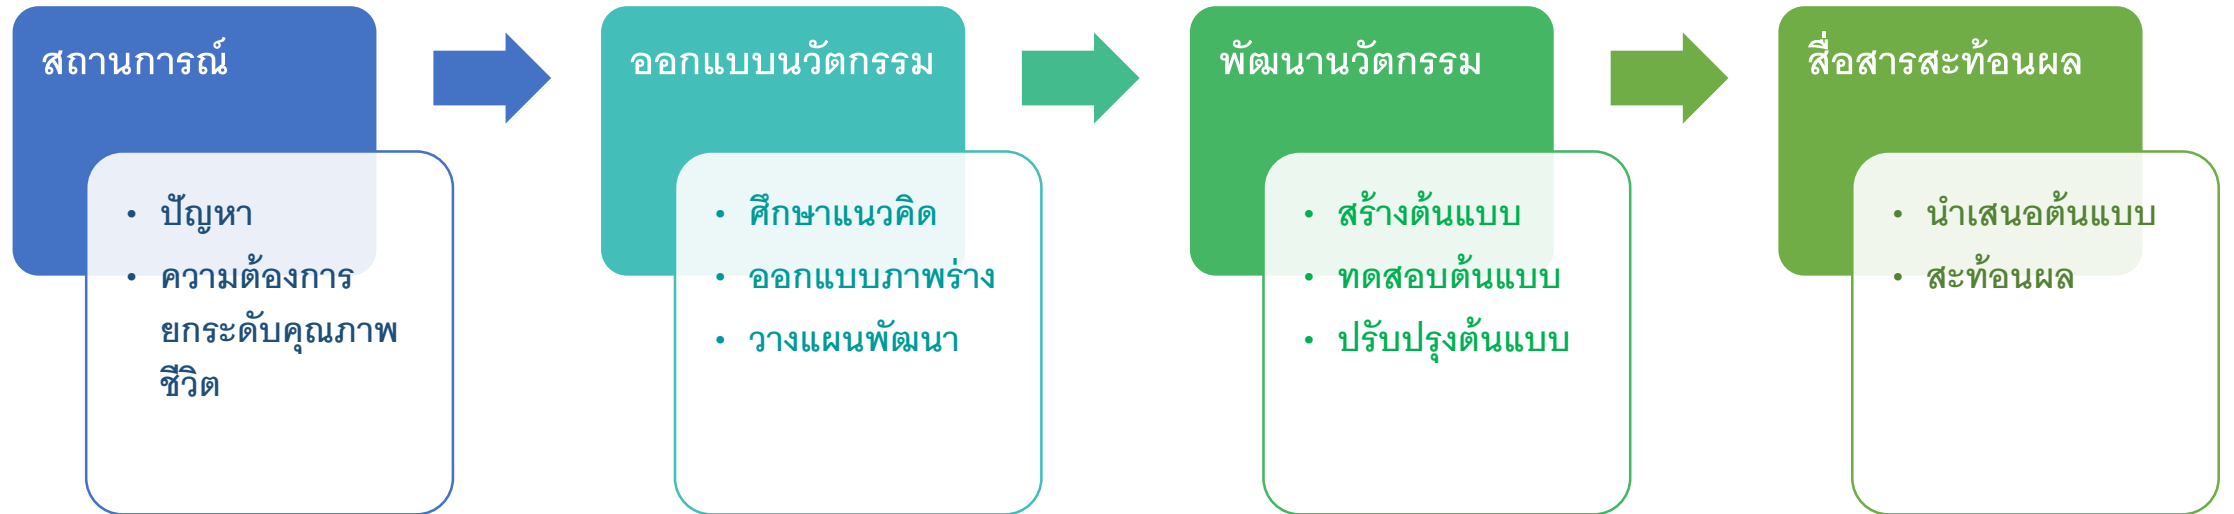 สถานการณ์
• ปัญหา
• ความต้องการ
ยกระดับคุณภาพ
ชีวิต
ออกแบบนวัตกรรม
• ศึกษาแนวคิด
• ออกแบบภาพร่าง
• วางแผนพัฒนา
พัฒนานวัตกรรม
• สร้างต้นแบบ
• ทดสอบต้นแบบ
• ปรับปรุงต้นแบบ
สื่อสารสะท้อนผล
• นำเสนอต้นแบบ
• สะท้อนผล